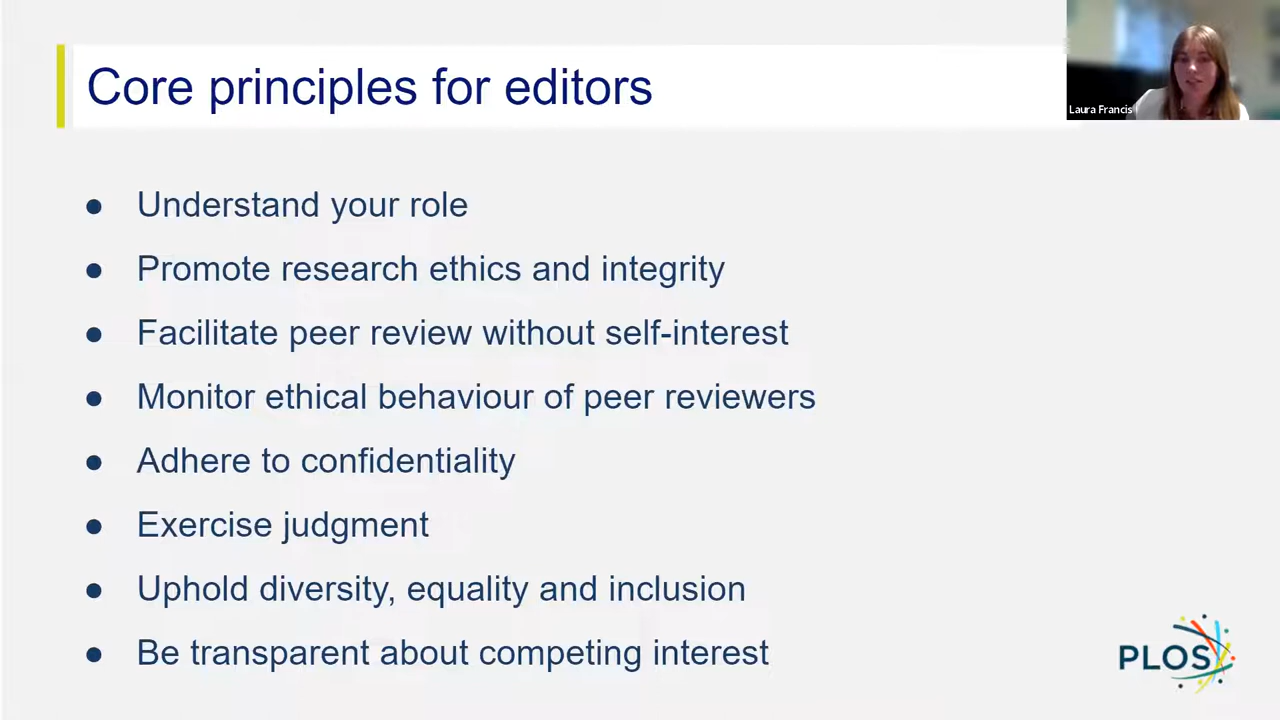 Core principles for editors
Laura Francis
● Understand your role
● Promote research ethics and integrity
● Facilitate peer review without self-interest
● Monitor ethical behaviour of peer reviewers
● Adhere to confidentiality
● Exercise judgment
● Uphold diversity, equality and inclusion
● Be transparent about competing interest
PLOS